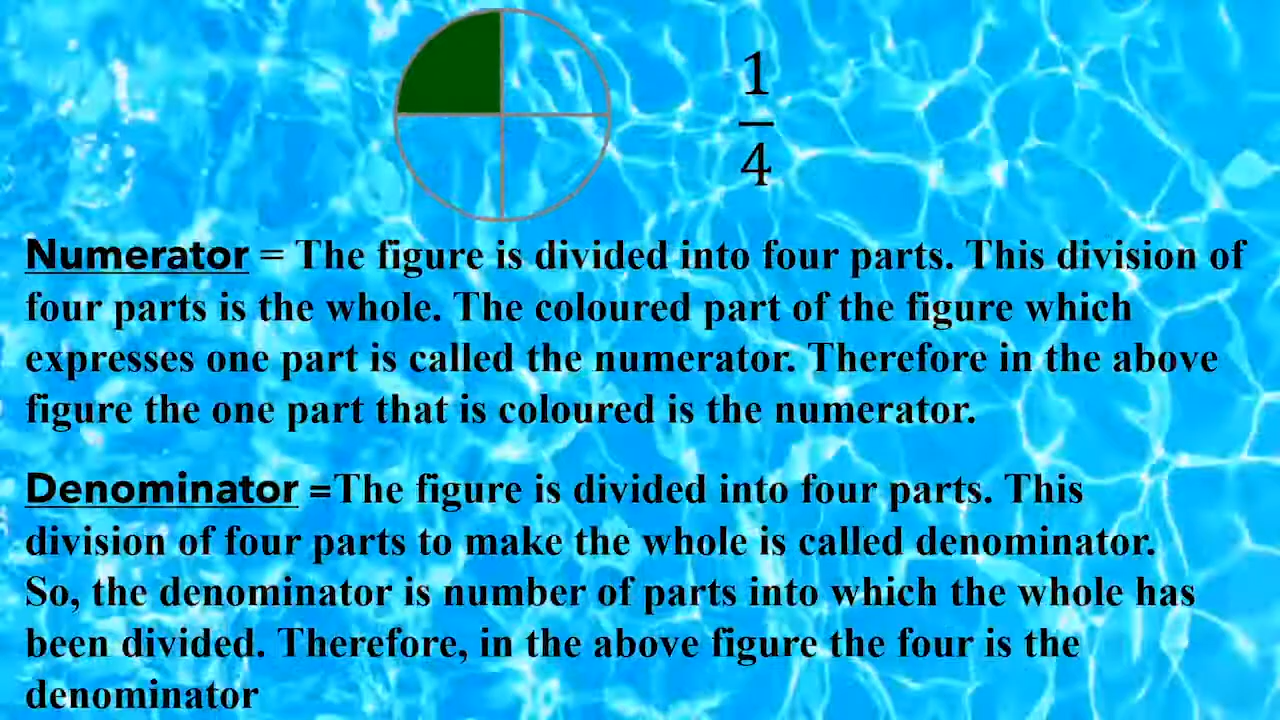 1
4
Numerator = The figure is divided into four parts. This division of
four parts is the whole. The coloured part of the figure which
expresses one part is called the numerator. Therefore in the above
figure the one part that is coloured is the numerator.
Denominator =The figure is divided into four parts. This
division of four parts to make the whole is called denominator.
So, the denominator is number of parts into which the whole has
been divided. Therefore, in the above figure the four is the
denominator